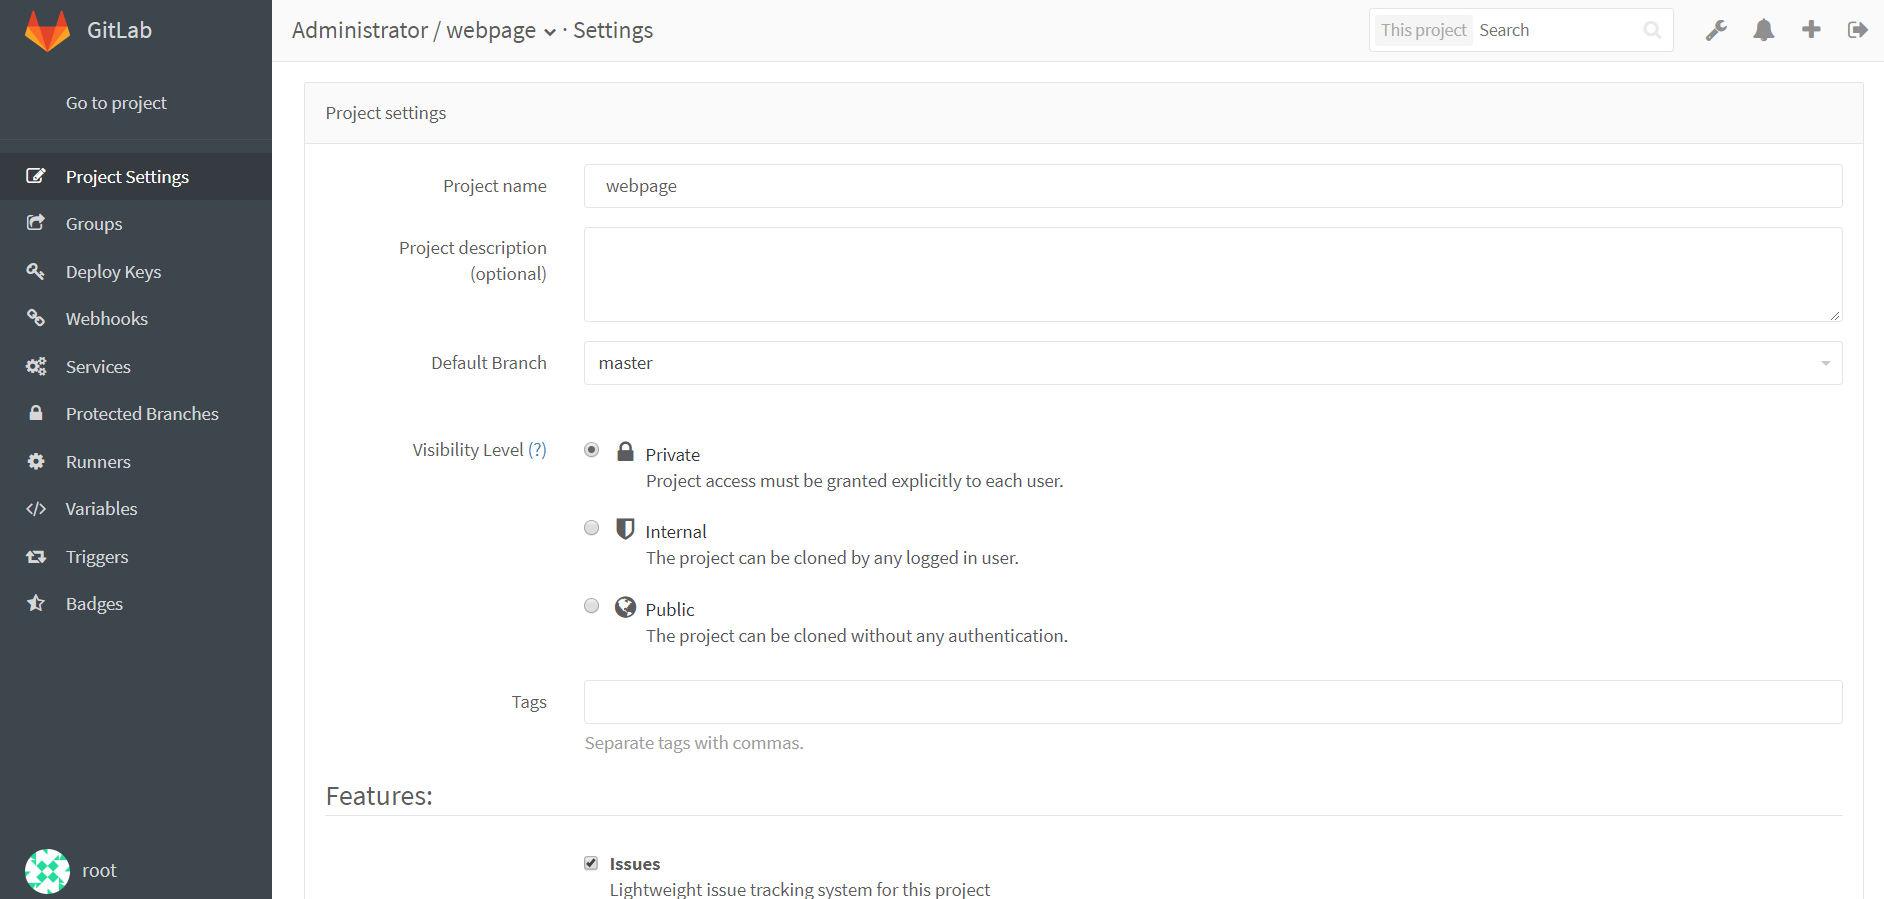 GitLab
Administrator / webpage · Settings
This project Search
Go to project
Project Settings
Groups
Deploy Keys
Webhooks
Services
Protected Branches
Runners
Variables
Triggers
Badges
root
Project settings
Project name webpage
Project description
(optional)
Default Branch master
Visibility Level (?)
Private
Project access must be granted explicitly to each user.
Internal
The project can be cloned by any logged in user.
Public
The project can be cloned without any authentication.
Tags
Separate tags with commas.
Features:
Issues
Lightweight issue tracking system for this project